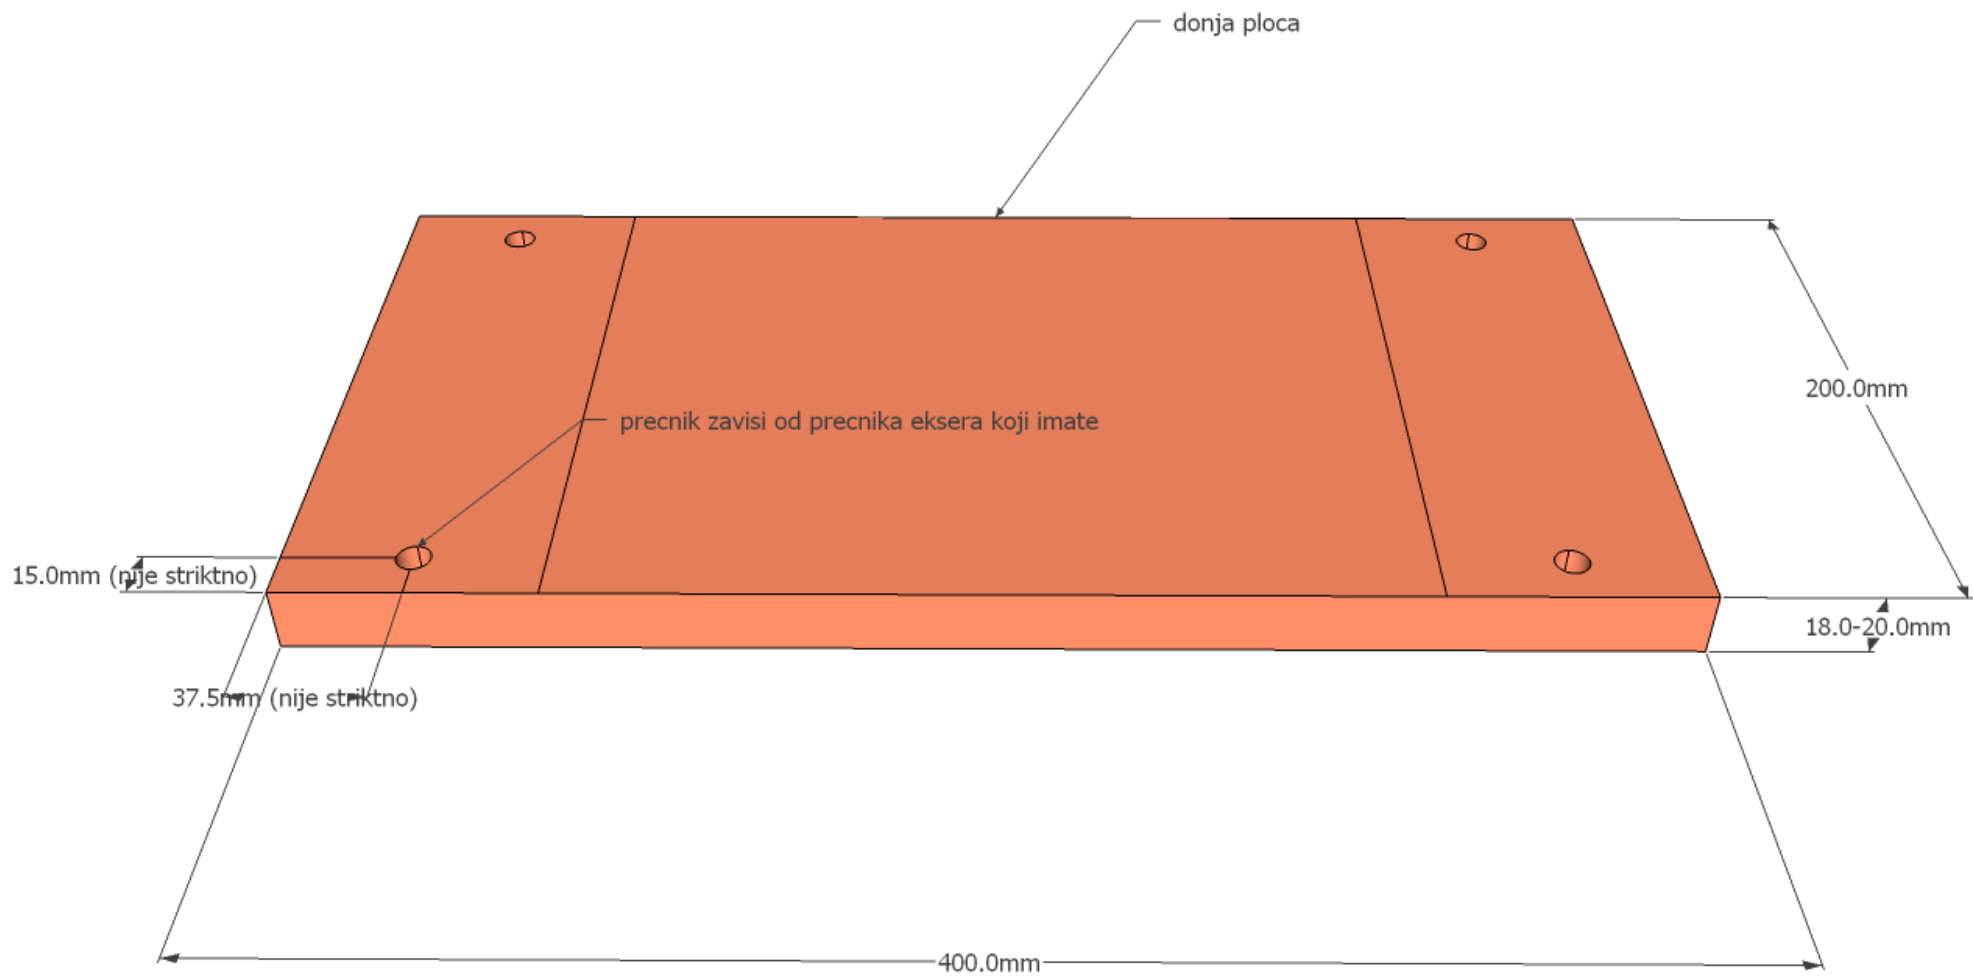 donja ploca
200.0mm
precnik zavisi od precnika eksera koji imate
15.0mm (nije striktno)
18.0-20.0mm
37.5mm (nije striktno)
400.0mm